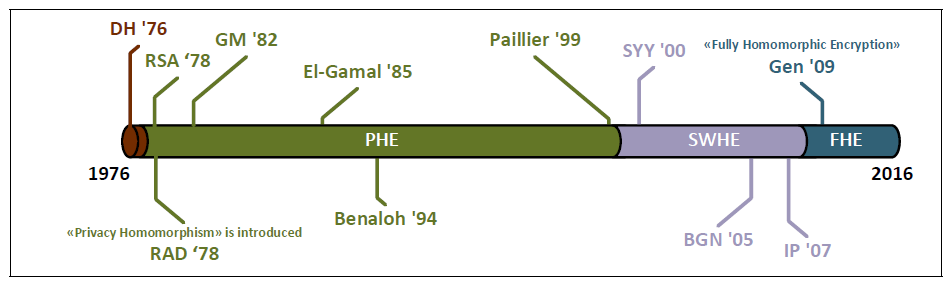 DH '76
RSA ‘78
GM '82
El-Gamal '85
Paillier '99
SYY '00
«Fully Homomorphic Encryption»
Gen '09
PHE
SWHE
FHE
1976
2016
«Privacy Homomorphism» is introduced
RAD ‘78
Benaloh '94
BGN '05
IP '07